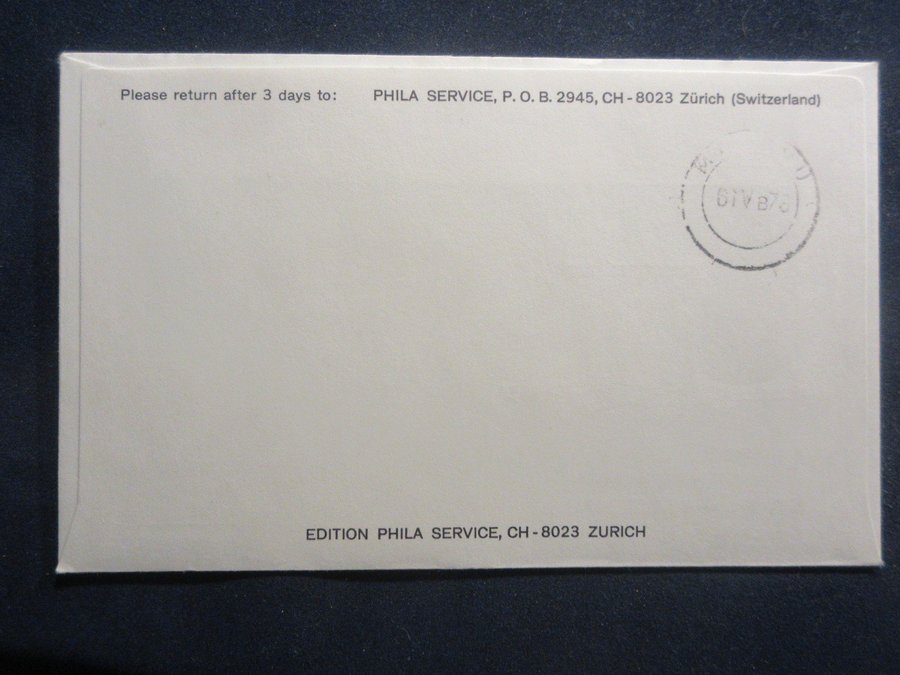 Please return after 3 days to: PHILA SERVICE, P. O. B. 2945, CH-8023 Zürich (Switzerland)
EDITION PHILA SERVICE, CH-8023 ZURICH